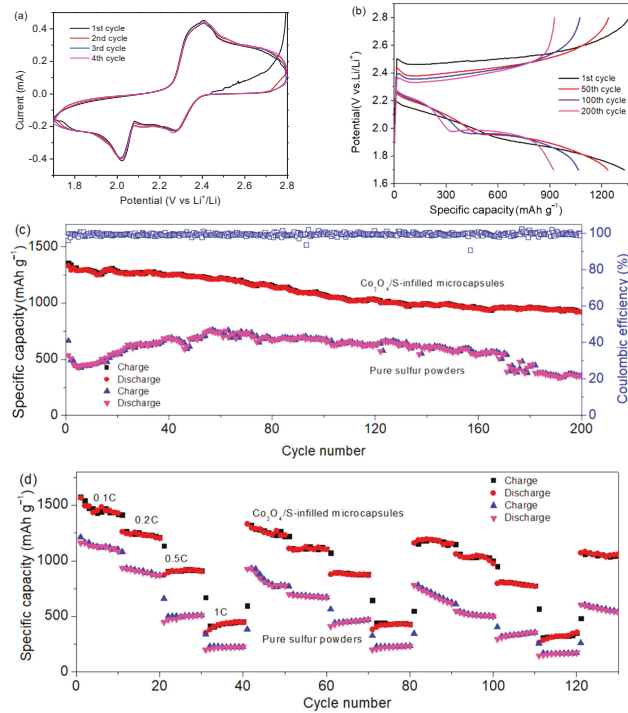 (a)
1st cycle
2nd cycle
3rd cycle
4th cycle
Current (mA)
0.4
0.2
0.0
-0.2
-0.4
1.8 2.0 2.2 2.4 2.6 2.8
Potential (V vs Li⁺/Li)
(b)
1st cycle
50th cycle
100th cycle
200th cycle
Potential(V vs.Li/Li⁺)
2.8
2.4
2.0
1.6
0 300 600 900 1200
Specific capacity(mAh g⁻¹)
(c)
Co₃O₄/S-infilled microcapsules
Pure sulfur powders
Charge
Discharge
Charge
Discharge
Specific capacity(mAh g⁻¹)
1500
1000
500
0
Coulombic efficiency (%)
100
80
60
40
20
0
0 40 80 120 160 200
Cycle number
(d)
0.1C
0.2C
0.5C
1C
Co₃O₄/S-infilled microcapsules
Pure sulfur powders
Charge
Discharge
Charge
Discharge
Specific capacity (mAh g⁻¹)
1500
1000
500
0
0 20 40 60 80 100 120
Cycle number